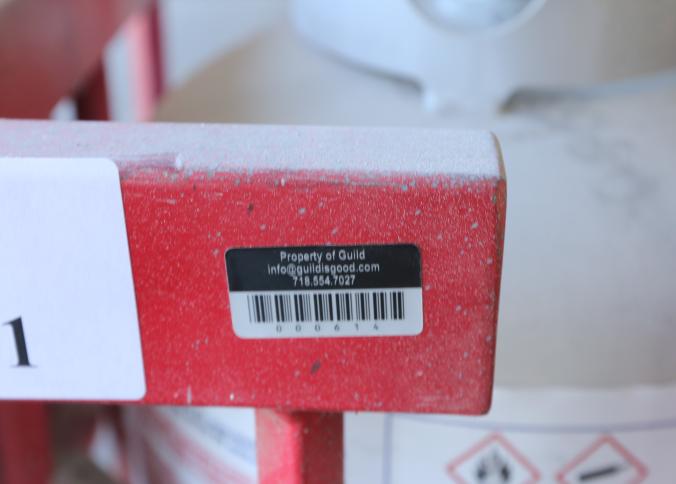 1
Property of Guild
info@guildisgood.com
718.554.7027
000614